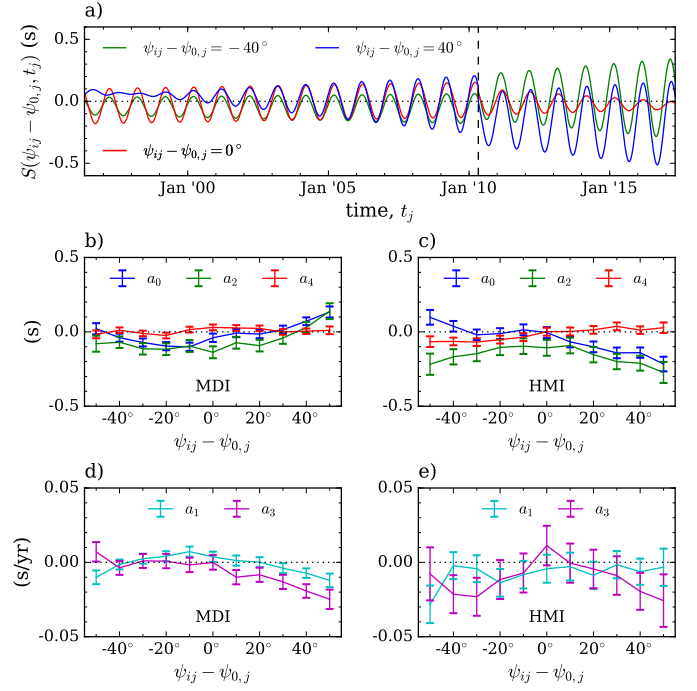 a)
S(ψij − ψ0,j, tj) (s)
0.5
0.0
-0.5
ψij − ψ0,j = −40°
ψij − ψ0,j = 40°
ψij − ψ0,j = 0°
Jan '00
Jan '05
Jan '10
Jan '15
time, tj
b)
(s)
0.5
0.0
-0.5
a0
a2
a4
MDI
-40° -20° 0° 20° 40°
ψij − ψ0,j
c)
0.5
0.0
-0.5
a0
a2
a4
HMI
-40° -20° 0° 20° 40°
ψij − ψ0,j
d)
(s/yr)
0.05
0.00
-0.05
a1
a3
MDI
-40° -20° 0° 20° 40°
ψij − ψ0,j
e)
0.05
0.00
-0.05
a1
a3
HMI
-40° -20° 0° 20° 40°
ψij − ψ0,j